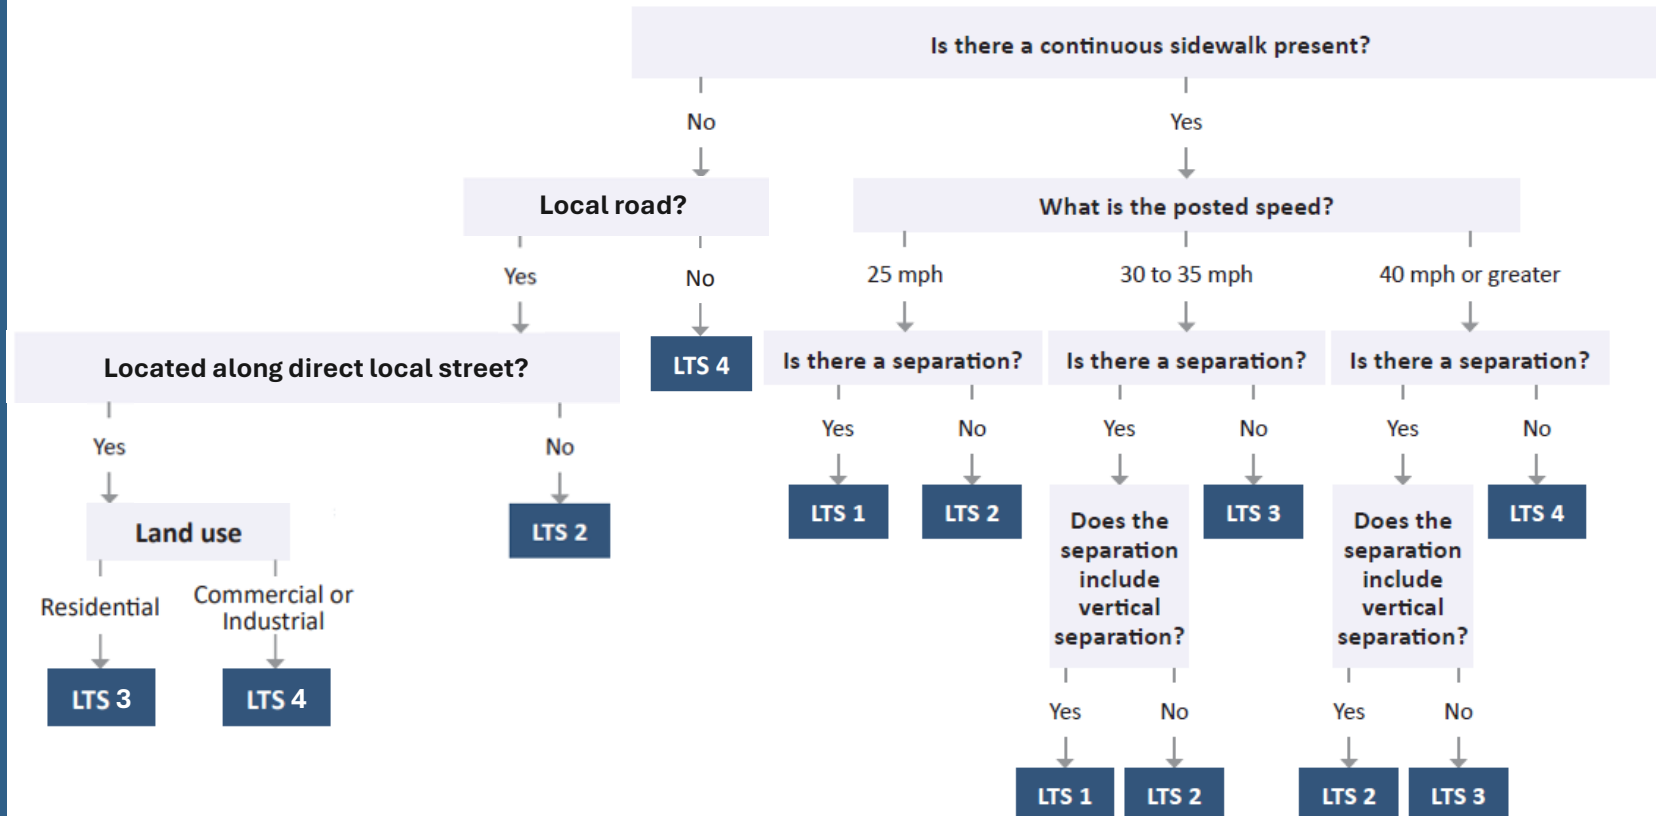 Is there a continuous sidewalk present?
No
Yes
Local road?
What is the posted speed?
Yes
No
25 mph
30 to 35 mph
40 mph or greater
Located along direct local street?
LTS 4
Is there a separation?
Is there a separation?
Is there a separation?
Yes
No
Yes
No
Yes
No
Yes
No
Land use
LTS 2
LTS 1
LTS 2
Does the
separation
include
vertical
separation?
LTS 3
Does the
separation
include
vertical
separation?
LTS 4
Residential
Commercial or
Industrial
LTS 3
LTS 4
Yes
No
Yes
No
LTS 1
LTS 2
LTS 2
LTS 3